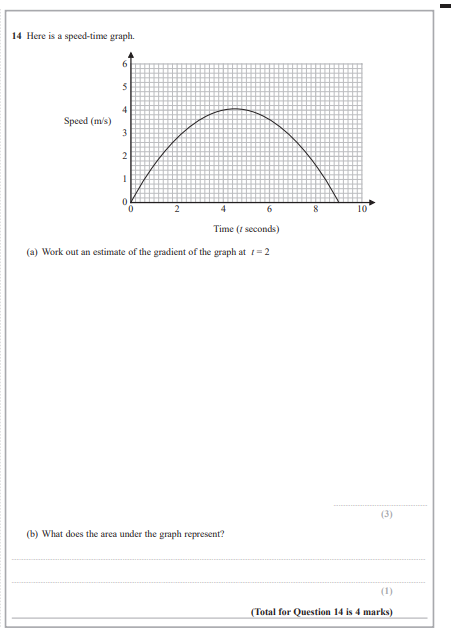 14 Here is a speed-time graph.
6
5
4
Speed (m/s)
3
2
1
0
0 2 4 6 8 10
Time (t seconds)
(a) Work out an estimate of the gradient of the graph at t = 2
(3)
(b) What does the area under the graph represent?
(1)
(Total for Question 14 is 4 marks)